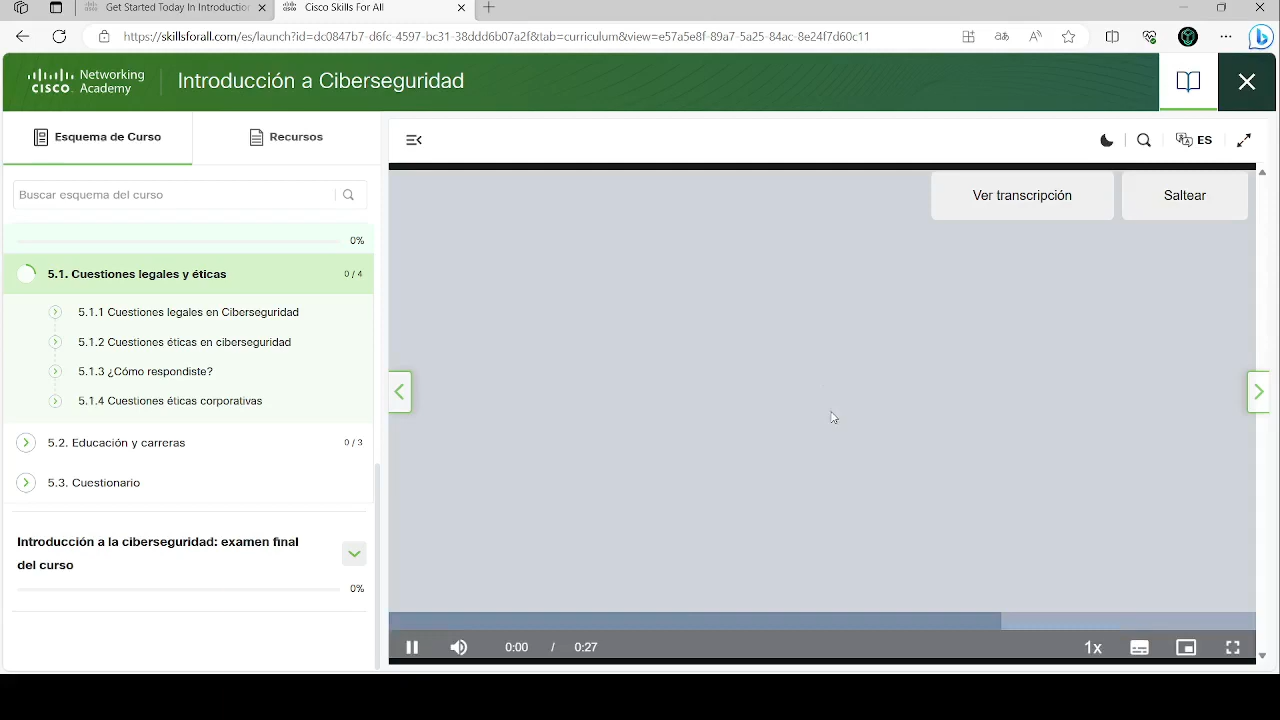 Get Started Today In Introduction
Cisco Skills For All
https://skillsforall.com/es/launch?id=dc0847b7-d6fc-4597-bc31-38ddd6b07a2f&tab=curriculum&view=e57a5e8f-89a7-5a25-84ac-8e24f7d60c11
Networking
CISCO Academy
Introducción a Ciberseguridad
Esquema de Curso
Recursos
ES
Buscar esquema del curso
Ver transcripción
Saltear
0%
5.1. Cuestiones legales y éticas
0 / 4
5.1.1 Cuestiones legales en Ciberseguridad
5.1.2 Cuestiones éticas en ciberseguridad
5.1.3 ¿Cómo respondiste?
5.1.4 Cuestiones éticas corporativas
5.2. Educación y carreras
0 / 3
5.3. Cuestionario
Introducción a la ciberseguridad: examen final
del curso
0%
0:00 / 0:27
1x